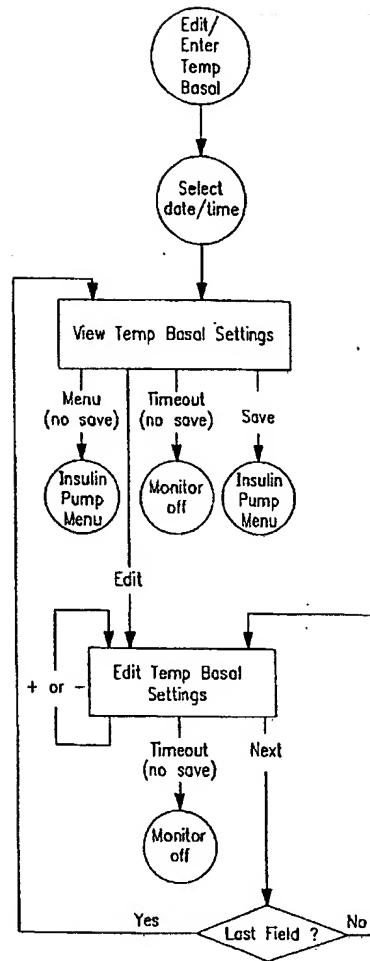 Edit/
Enter
Temp
Basal
Select
date/time
View Temp Basal Settings
Menu
(no save)
Timeout
(no save)
Save
Insulin
Pump
Menu
Monitor
off
Insulin
Pump
Menu
Edit
+ or -
Edit Temp Basal
Settings
Timeout
(no save)
Next
Monitor
off
Yes
Last Field ?
No